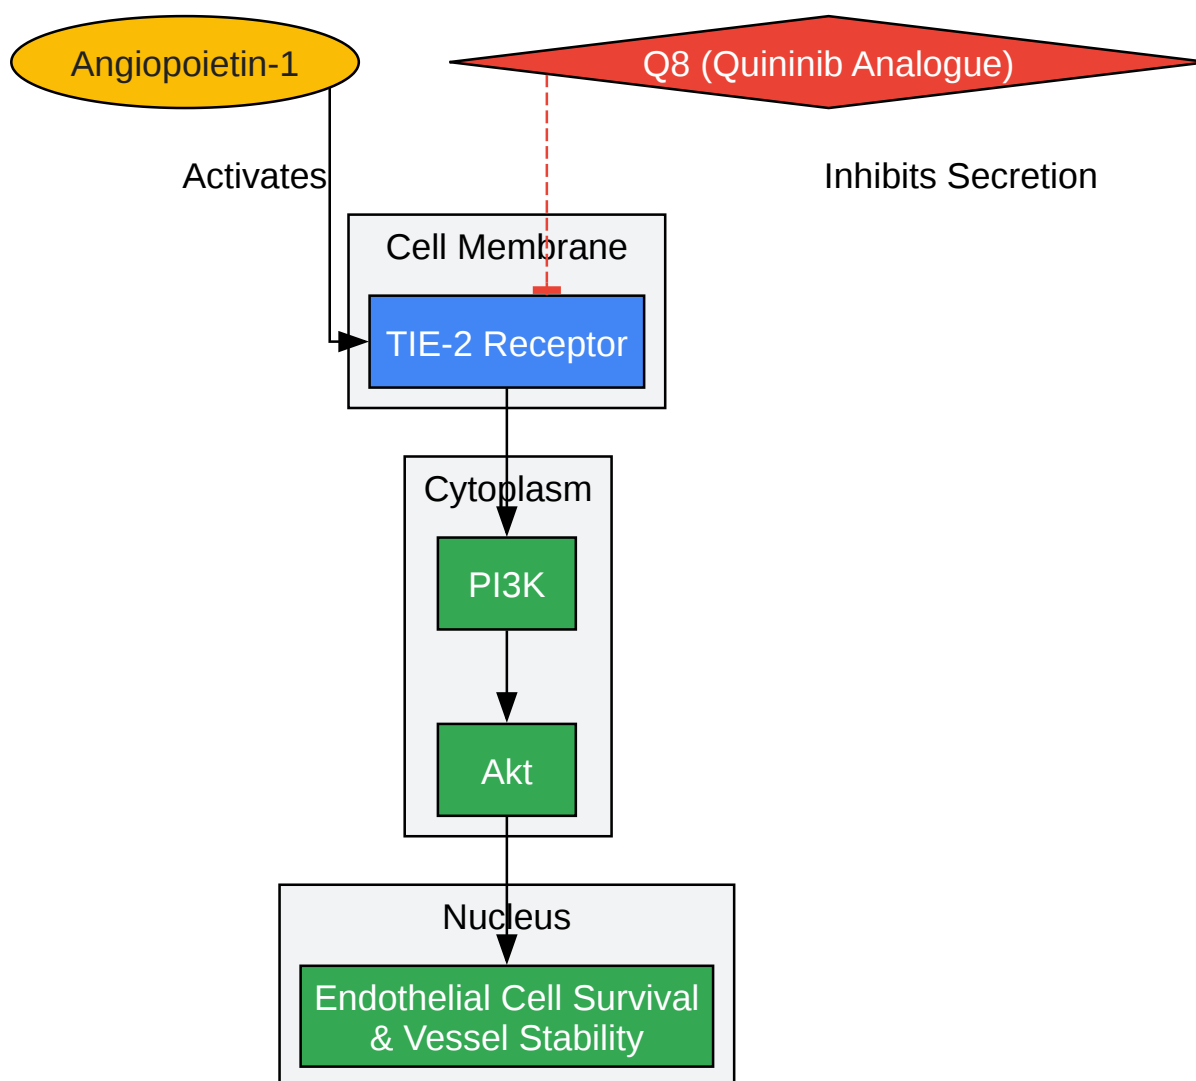 Angiopoietin-1
Q8 (Quininib Analogue)
Activates
Inhibits Secretion
Cell Membrane
TIE-2 Receptor
Cytoplasm
PI3K
Akt
Nucleus
Endothelial Cell Survival
& Vessel Stability